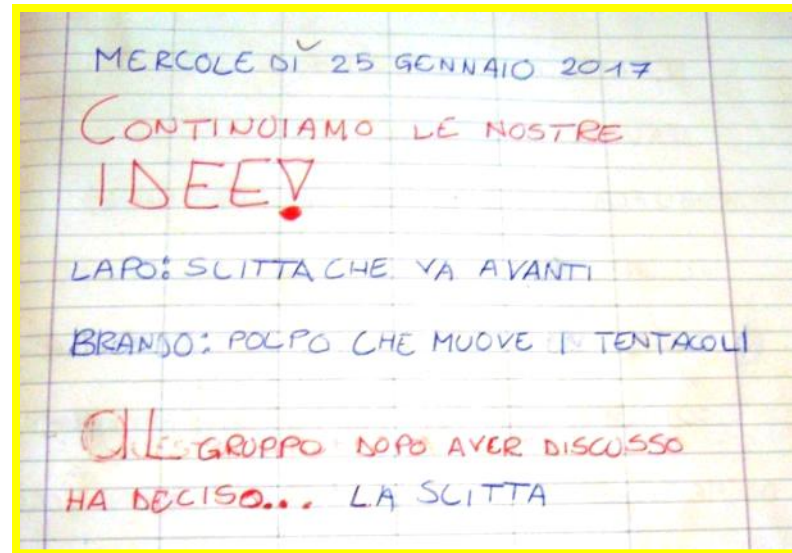 MERCOLEDÌ 25 GENNAIO 2017
CONTINUIAMO LE NOSTRE
IDEE!
LAPO: SLITTA CHE VA AVANTI
BRANDO: POLPO CHE MUOVE I TENTACOLI
IL GRUPPO DOPO AVER DISCUSSO
HA DECISO... LA SLITTA